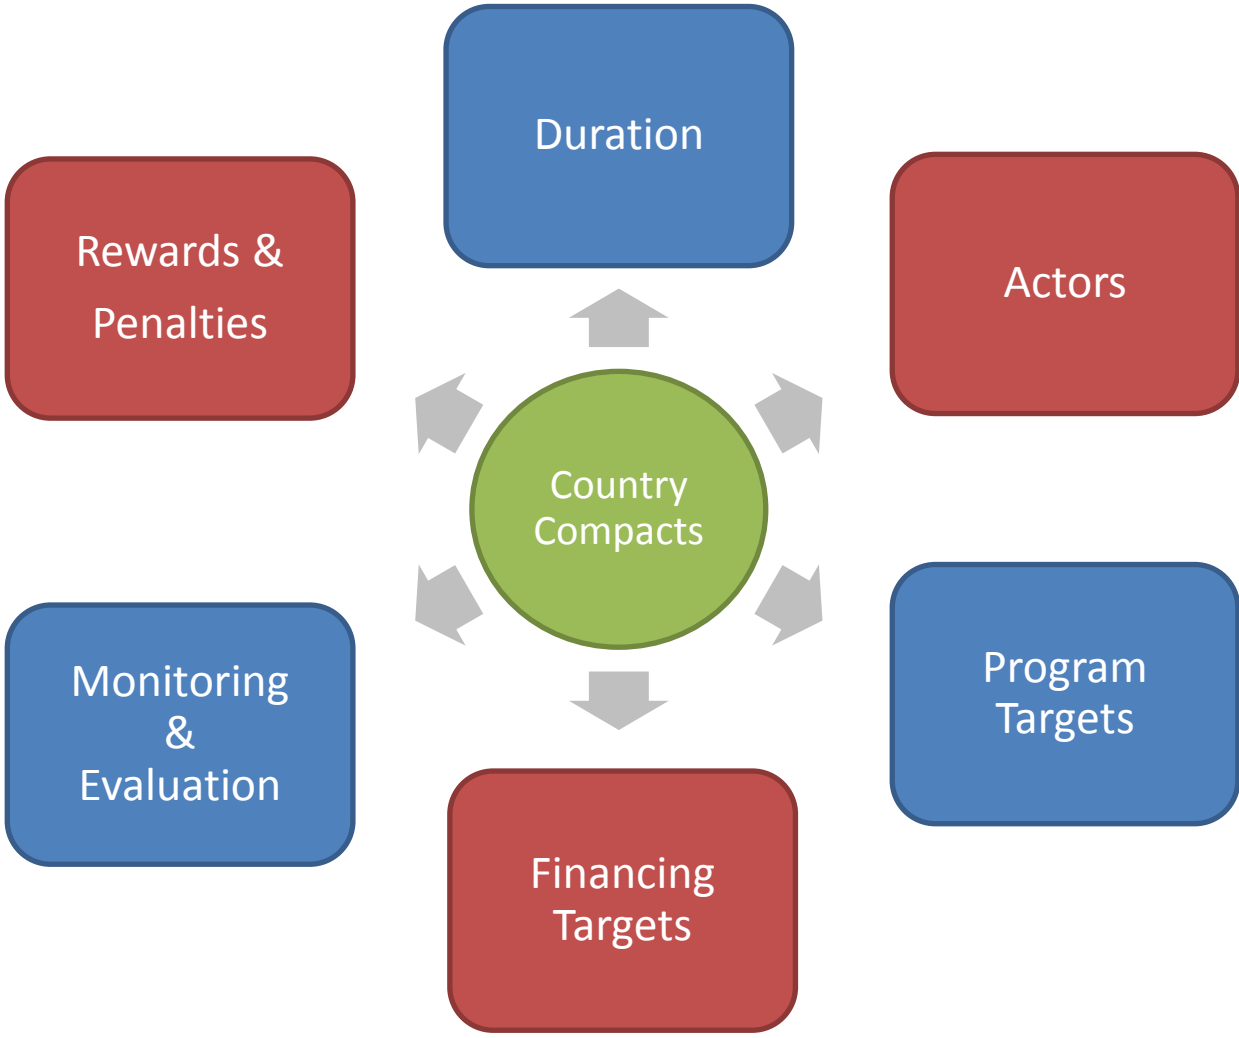 Duration
Rewards &
Penalties
Actors
Country
Compacts
Monitoring
&
Evaluation
Program
Targets
Financing
Targets